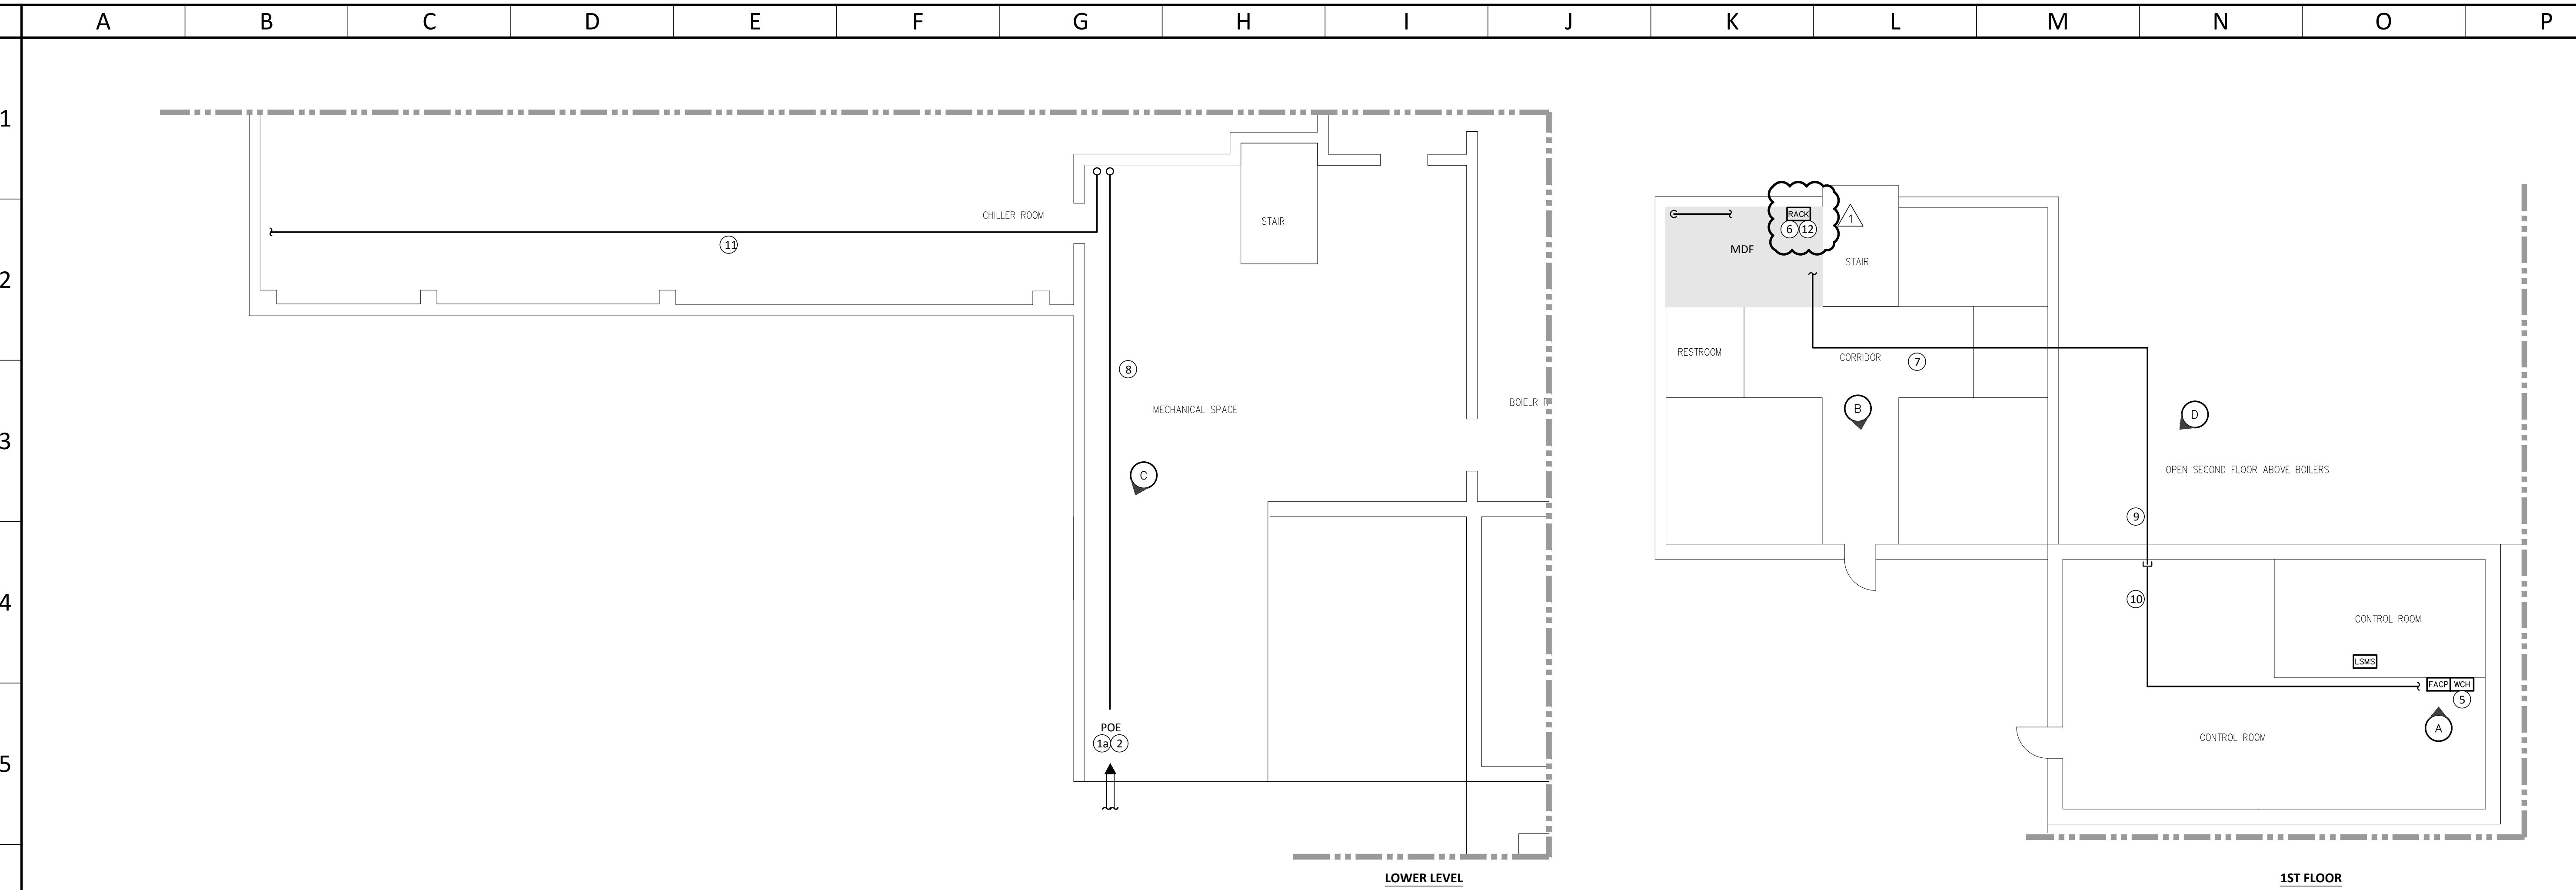 A B C D E F G H I J K L M N O P
1
CHILLER ROOM
STAIR
RACK
1
6 12
MDF
STAIR
11
2
RESTROOM
CORRIDOR
7
8
MECHANICAL SPACE
BOIELR R
B
D
3
C
OPEN SECOND FLOOR ABOVE BOILERS
9
10
4
CONTROL ROOM
LSMS
FACP WCH
5
POE
1a 2
A
CONTROL ROOM
5
LOWER LEVEL
1ST FLOOR